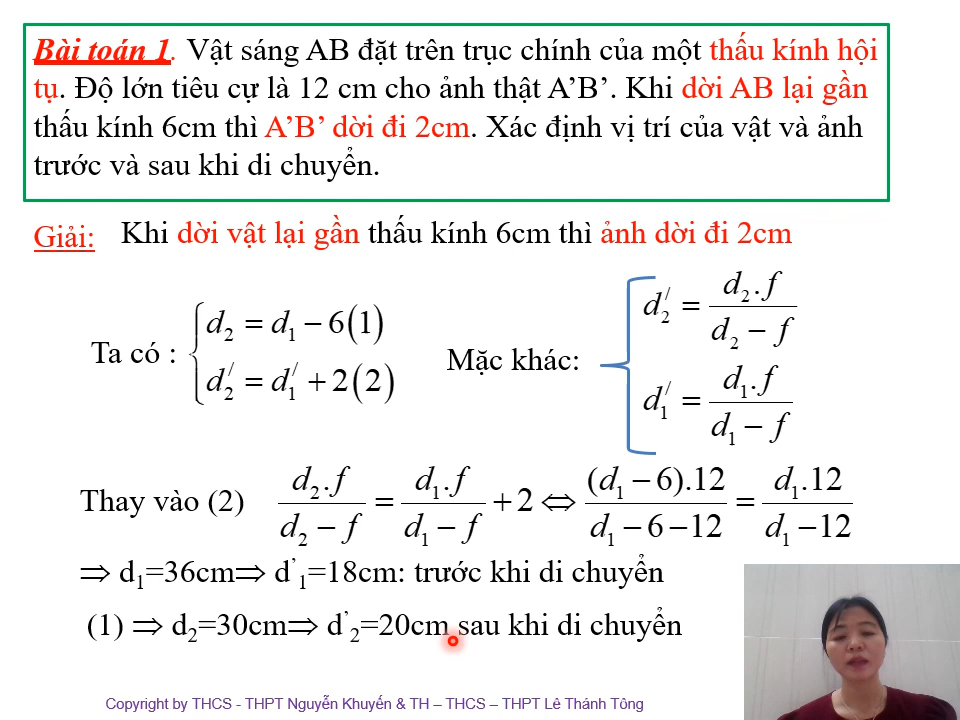 Bài toán 1. Vật sáng AB đặt trên trục chính của một thấu kính hội
tụ. Độ lớn tiêu cự là 12 cm cho ảnh thật A’B’. Khi dời AB lại gần
thấu kính 6cm thì A’B’ dời đi 2cm. Xác định vị trí của vật và ảnh
trước và sau khi di chuyển.
Giải: Khi dời vật lại gần thấu kính 6cm thì ảnh dời đi 2cm
Ta có : { d₂ = d₁ − 6(1)
d₂′ = d₁′ + 2(2)
Mặc khác: { d₂′ = d₂.f / (d₂ − f)
d₁′ = d₁.f / (d₁ − f)
Thay vào (2) d₂.f / (d₂ − f) = d₁.f / (d₁ − f) + 2 ⇔ (d₁ − 6).12 / (d₁ − 6 − 12) = d₁.12 / (d₁ − 12)
⇒ d₁=36cm⇒ d’₁=18cm: trước khi di chuyển
(1) ⇒ d₂=30cm⇒ d’₂=20cm sau khi di chuyển
Copyright by THCS - THPT Nguyễn Khuyến & TH – THCS – THPT Lê Thánh Tông